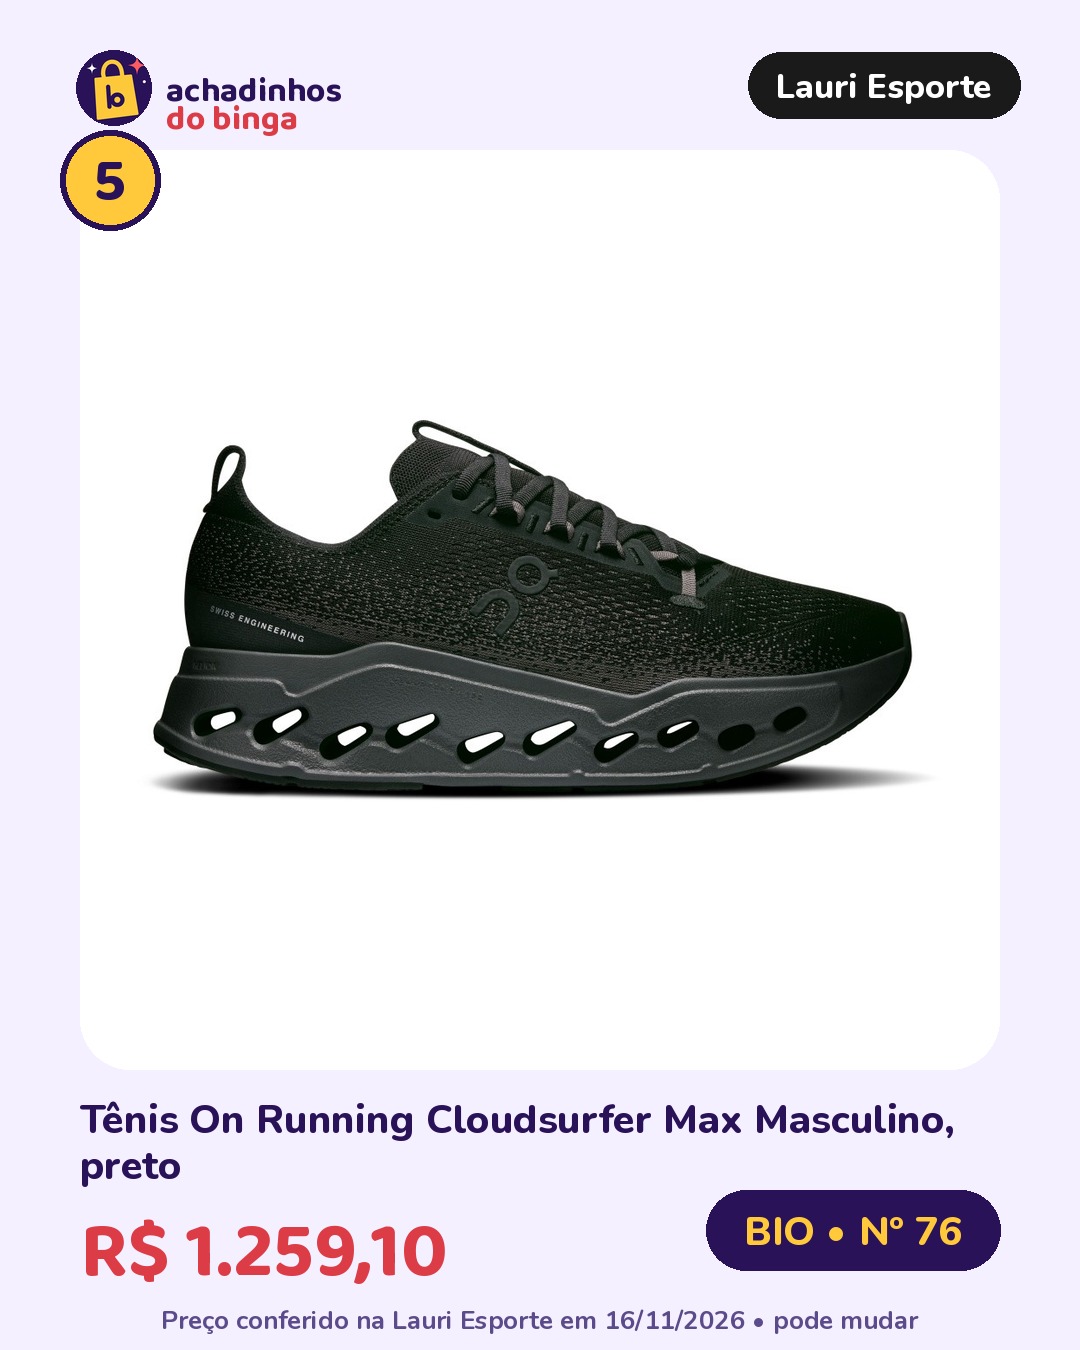 achadinhos
do binga
Lauri Esporte
5
SWISS ENGINEERING
Tênis On Running Cloudsurfer Max Masculino,
preto
R$ 1.259,10
BIO • Nº 76
Preço conferido na Lauri Esporte em 16/11/2026 • pode mudar